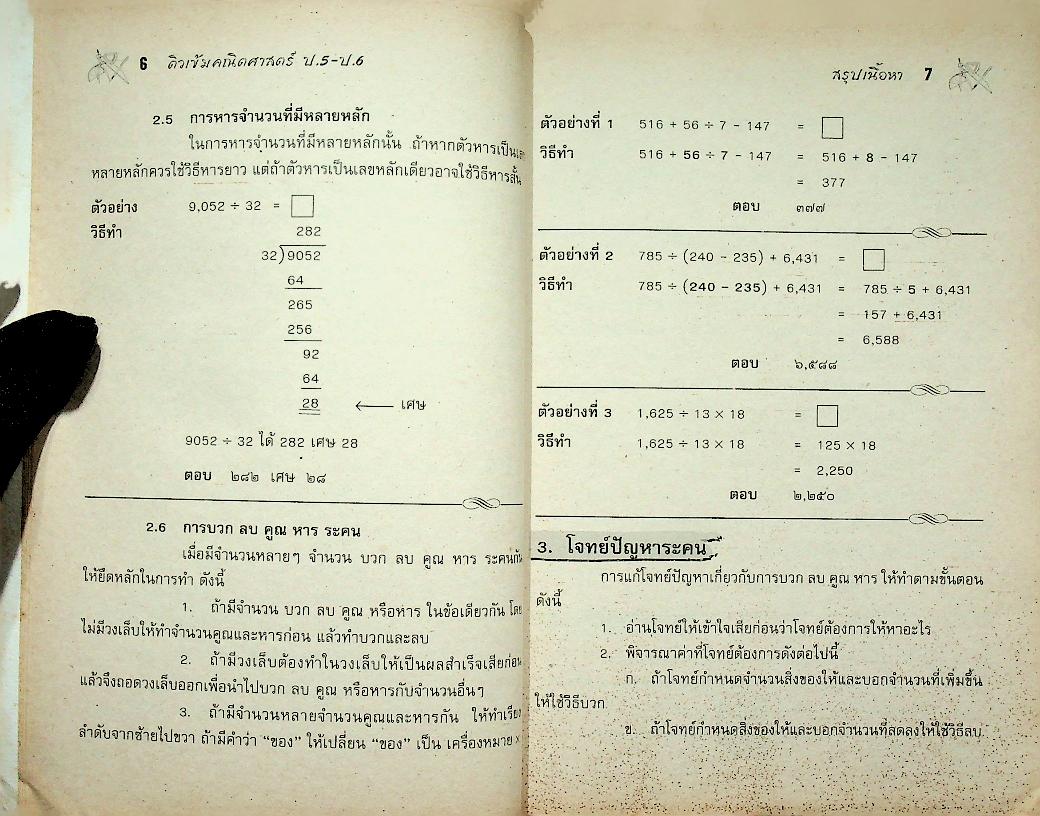 6 ติวเข้มคณิตศาสตร์ ป.5-ป.6
2.5 การหารจำนวนที่มีหลายหลัก
ในการหารจำนวนที่มีหลายหลักนั้น ถ้าหากตัวหารเป็น
หลายหลักควรใช้วิธีหารยาว แต่ถ้าตัวหารเป็นเลขหลักเดียวอาจใช้วิธีหารสั้น
ตัวอย่าง 9,052 ÷ 32 = □
วิธีทำ 282
32)9052
64
265
256
92
64
28 ← เศษ
9052 ÷ 32 ได้ 282 เศษ 28
ตอบ ๒๘๒ เศษ ๒๘
2.6 การบวก ลบ คูณ หาร ระคน
เมื่อมีจำนวนหลายๆ จำนวน บวก ลบ คูณ หาร ระคนกัน
ให้ยึดหลักในการทำ ดังนี้
1. ถ้ามีจำนวน บวก ลบ คูณ หรือหาร ในข้อเดียวกัน โดย
ไม่มีวงเล็บให้ทำจำนวนคูณและหารก่อน แล้วทำบวกและลบ
2. ถ้ามีวงเล็บต้องทำในวงเล็บให้เป็นผลสำเร็จเสียก่อน
แล้วจึงถอดวงเล็บออกเพื่อนำไปบวก ลบ คูณ หรือหารกับจำนวนอื่นๆ
3. ถ้ามีจำนวนหลายจำนวนคูณและหารกัน ให้ทำเรียง
ลำดับจากซ้ายไปขวา ถ้ามีคำว่า "ของ" ให้เปลี่ยน "ของ" เป็น เครื่องหมาย ×
สรุปเนื้อหา 7
ตัวอย่างที่ 1 516 + 56 ÷ 7 - 147 = □
วิธีทำ 516 + 56 ÷ 7 - 147 = 516 + 8 - 147
= 377
ตอบ ๓๗๗
ตัวอย่างที่ 2 785 ÷ (240 - 235) + 6,431 = □
วิธีทำ 785 ÷ (240 - 235) + 6,431 = 785 ÷ 5 + 6,431
= 157 + 6,431
= 6,588
ตอบ ๖,๕๘๘
ตัวอย่างที่ 3 1,625 ÷ 13 × 18 = □
วิธีทำ 1,625 ÷ 13 × 18 = 125 × 18
= 2,250
ตอบ ๒,๒๕๐
3. โจทย์ปัญหาระคน
การแก้โจทย์ปัญหาเกี่ยวกับการบวก ลบ คูณ หาร ให้ทำตามขั้นตอน
ดังนี้
1. อ่านโจทย์ให้เข้าใจเสียก่อนว่าโจทย์ต้องการให้หาอะไร
2. พิจารณาค่าที่โจทย์ต้องการดังต่อไปนี้
ก. ถ้าโจทย์กำหนดจำนวนสิ่งของให้และบอกจำนวนที่เพิ่มขึ้น
ให้ใช้วิธีบวก
ข. ถ้าโจทย์กำหนดสิ่งของให้และบอกจำนวนที่ลดลงให้ใช้วิธีลบ